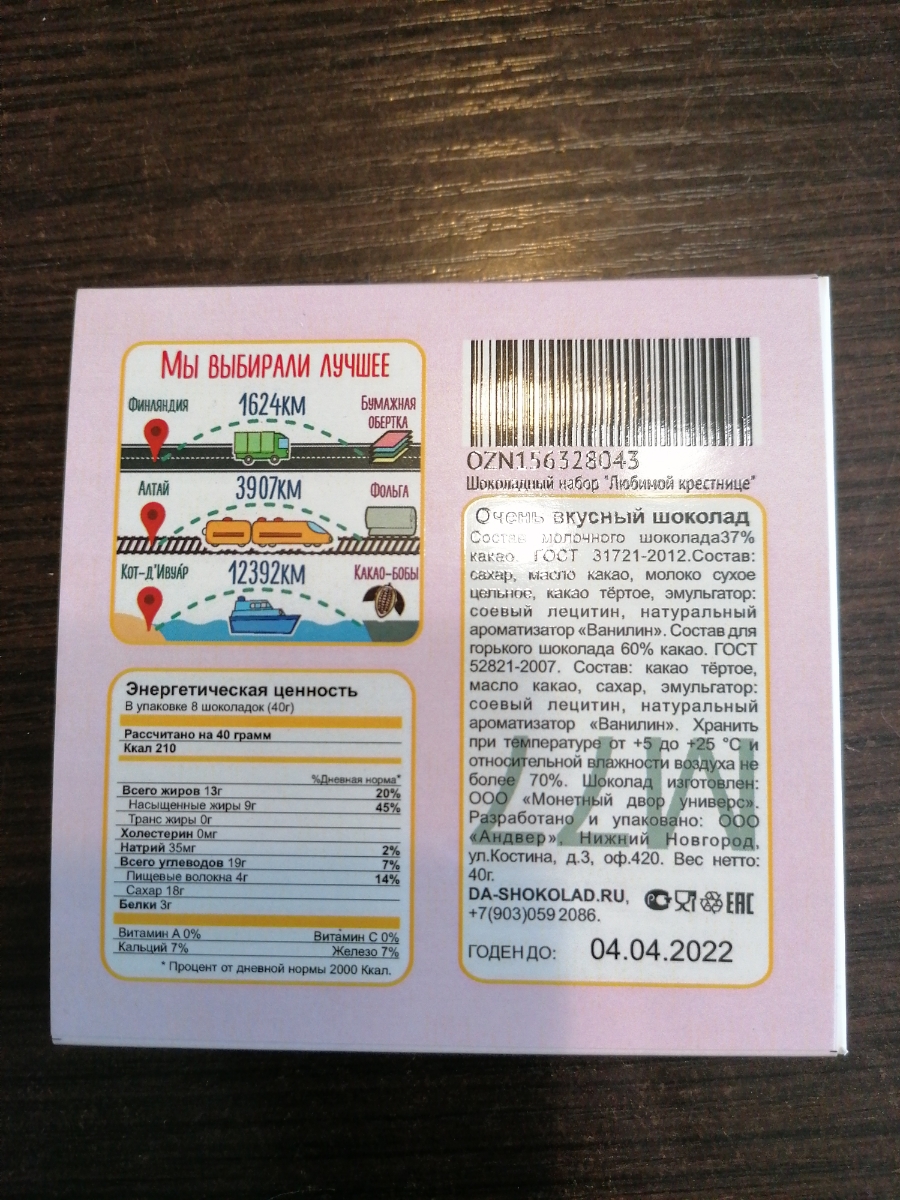 Мы выбирали лучшее
Финляндия
1624км
Бумажная
обертка
Алтай
3907км
Фольга
Кот-д'Ивуар
12392км
Какао-бобы
Энергетическая ценность
В упаковке 8 шоколадок (40г)
Рассчитано на 40 грамм
Ккал 210
%Дневная норма*
Всего жиров 13г 20%
Насыщенные жиры 9г 45%
Транс жиры 0г
Холестерин 0мг
Натрий 35мг 2%
Всего углеводов 19г 7%
Пищевые волокна 4г 14%
Сахар 18г
Белки 3г
Витамин А 0% Витамин С 0%
Кальций 7% Железо 7%
* Процент от дневной нормы 2000 Ккал.
OZN156328043
Шоколадный набор "Любимой крестнице"
Очень вкусный шоколад
Состав молочного шоколада37%
какао. ГОСТ 31721-2012.Состав:
сахар, масло какао, молоко сухое
цельное, какао тёртое, эмульгатор:
соевый лецитин, натуральный
ароматизатор «Ванилин». Состав для
горького шоколада 60% какао. ГОСТ
52821-2007. Состав: какао тёртое,
масло какао, сахар, эмульгатор:
соевый лецитин, натуральный
ароматизатор «Ванилин». Хранить
при температуре от +5 до +25 °С и
относительной влажности воздуха не
более 70%. Шоколад изготовлен:
ООО «Монетный двор универс».
Разработано и упаковано: ООО
«Андвер» Нижний Новгород,
ул.Костина, д.3, оф.420. Вес нетто:
40г.
DA-SHOKOLAD.RU,
+7(903)059 2086.
ЕАС
ГОДЕН ДО: 04.04.2022